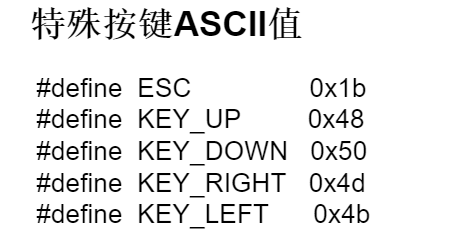 特殊按键ASCII值
#define ESC 0x1b
#define KEY_UP 0x48
#define KEY_DOWN 0x50
#define KEY_RIGHT 0x4d
#define KEY_LEFT 0x4b